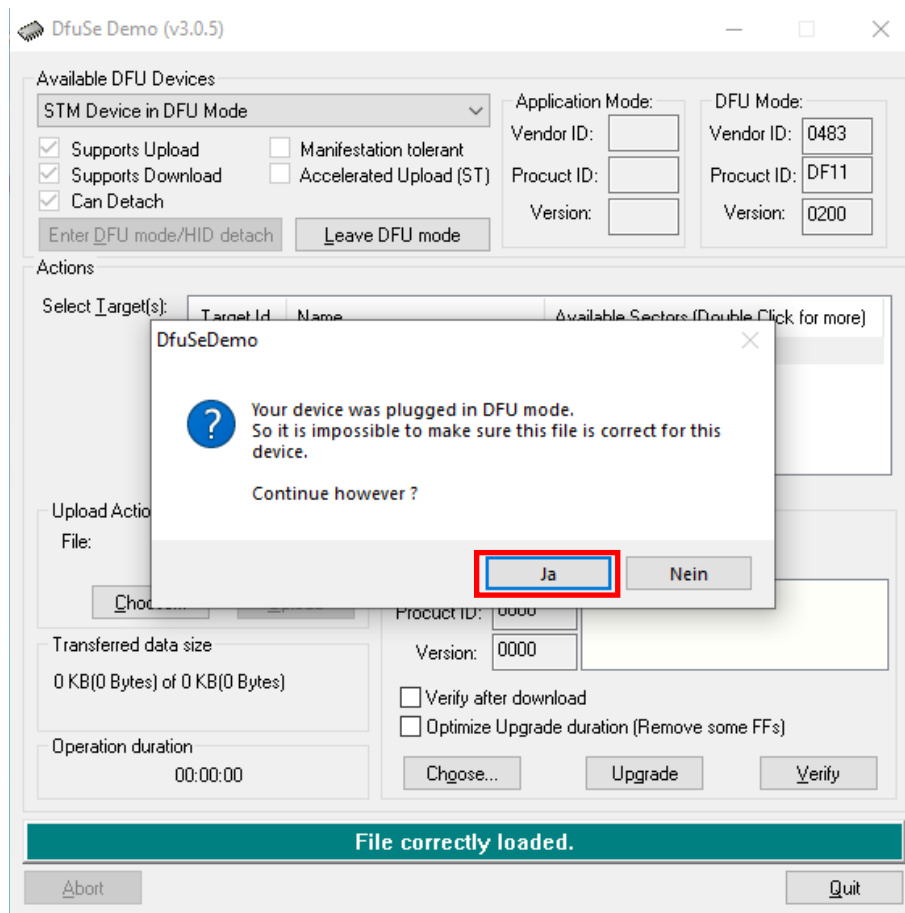 DfuSe Demo (v3.0.5)
Available DFU Devices
STM Device in DFU Mode
Supports Upload
Manifestation tolerant
Supports Download
Accelerated Upload (ST)
Can Detach
Enter DFU mode/HID detach
Leave DFU mode
Application Mode:
Vendor ID:
Procuct ID:
Version:
DFU Mode:
Vendor ID: 0483
Procuct ID: DF11
Version: 0200
Actions
Select Target(s):
Target Id Name Available Sectors (Double Click for more)
DfuSeDemo
Your device was plugged in DFU mode.
So it is impossible to make sure this file is correct for this
device.
Continue however ?
Ja Nein
Upload Actio
File:
Choose...
Transferred data size
0 KB(0 Bytes) of 0 KB(0 Bytes)
Operation duration
00:00:00
Procuct ID: 0000
Version: 0000
Verify after download
Optimize Upgrade duration (Remove some FFs)
Choose... Upgrade Verify
File correctly loaded.
Abort Quit